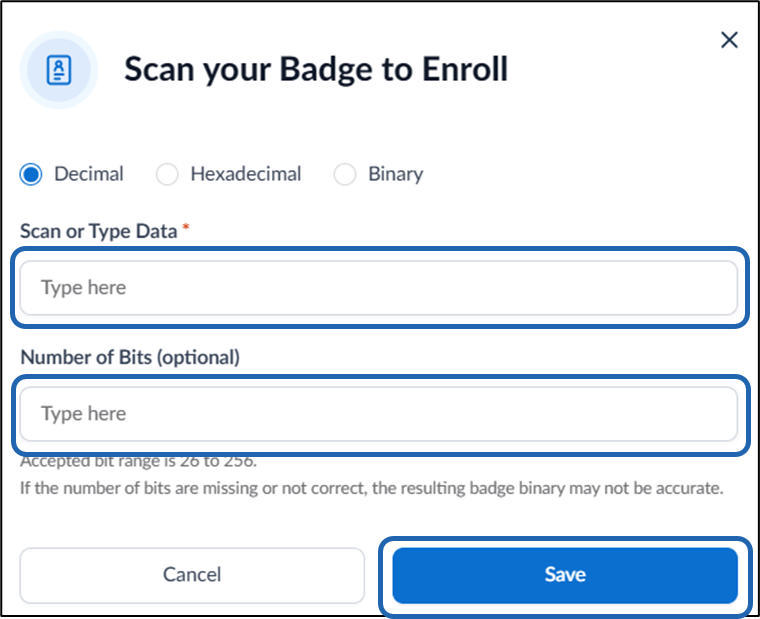 Scan your Badge to Enroll
Decimal Hexadecimal Binary
Scan or Type Data *
Type here
Number of Bits (optional)
Type here
Accepted bit range is 26 to 256.
If the number of bits are missing or not correct, the resulting badge binary may not be accurate.
Cancel Save